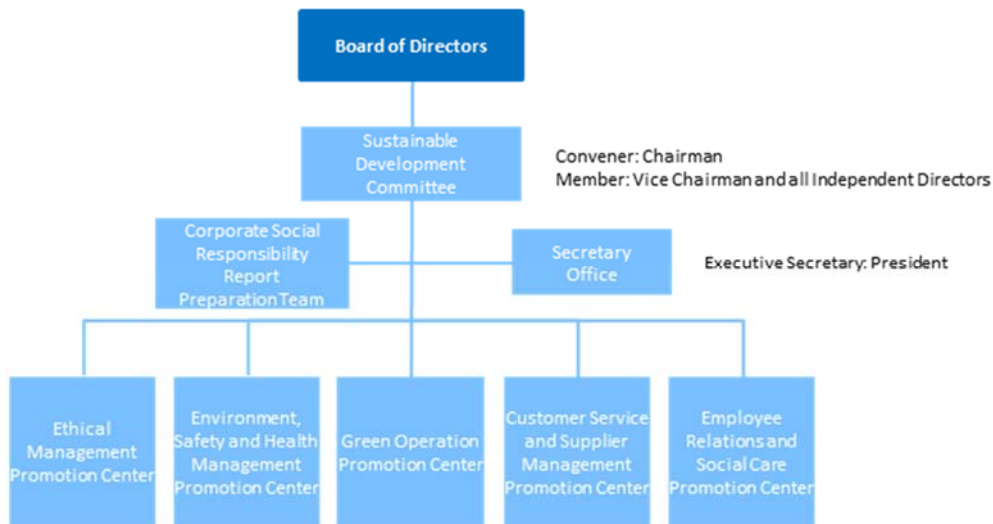 Board of Directors
Sustainable
Development
Committee
Convener: Chairman
Member: Vice Chairman and all Independent Directors
Corporate Social
Responsibility
Report
Preparation Team
Secretary
Office
Executive Secretary: President
Ethical
Management
Promotion Center
Environment,
Safety and Health
Management
Promotion Center
Green Operation
Promotion Center
Customer Service
and Supplier
Management
Promotion Center
Employee
Relations and
Social Care
Promotion Center